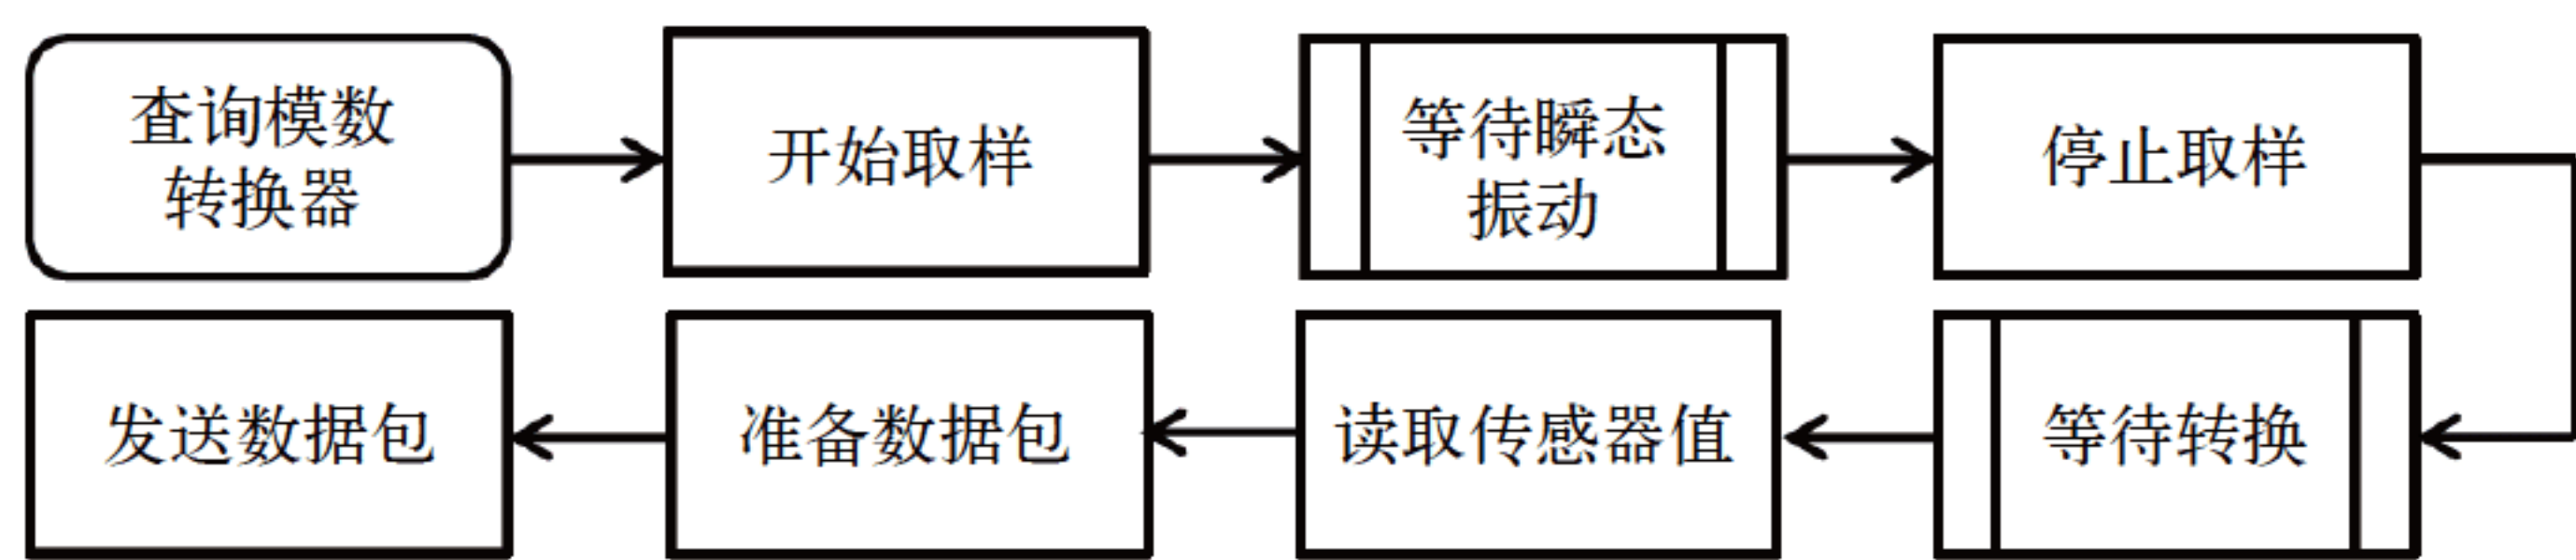 查询模数
转换器
开始取样
等待瞬态
振动
停止取样
等待转换
读取传感器值
准备数据包
发送数据包